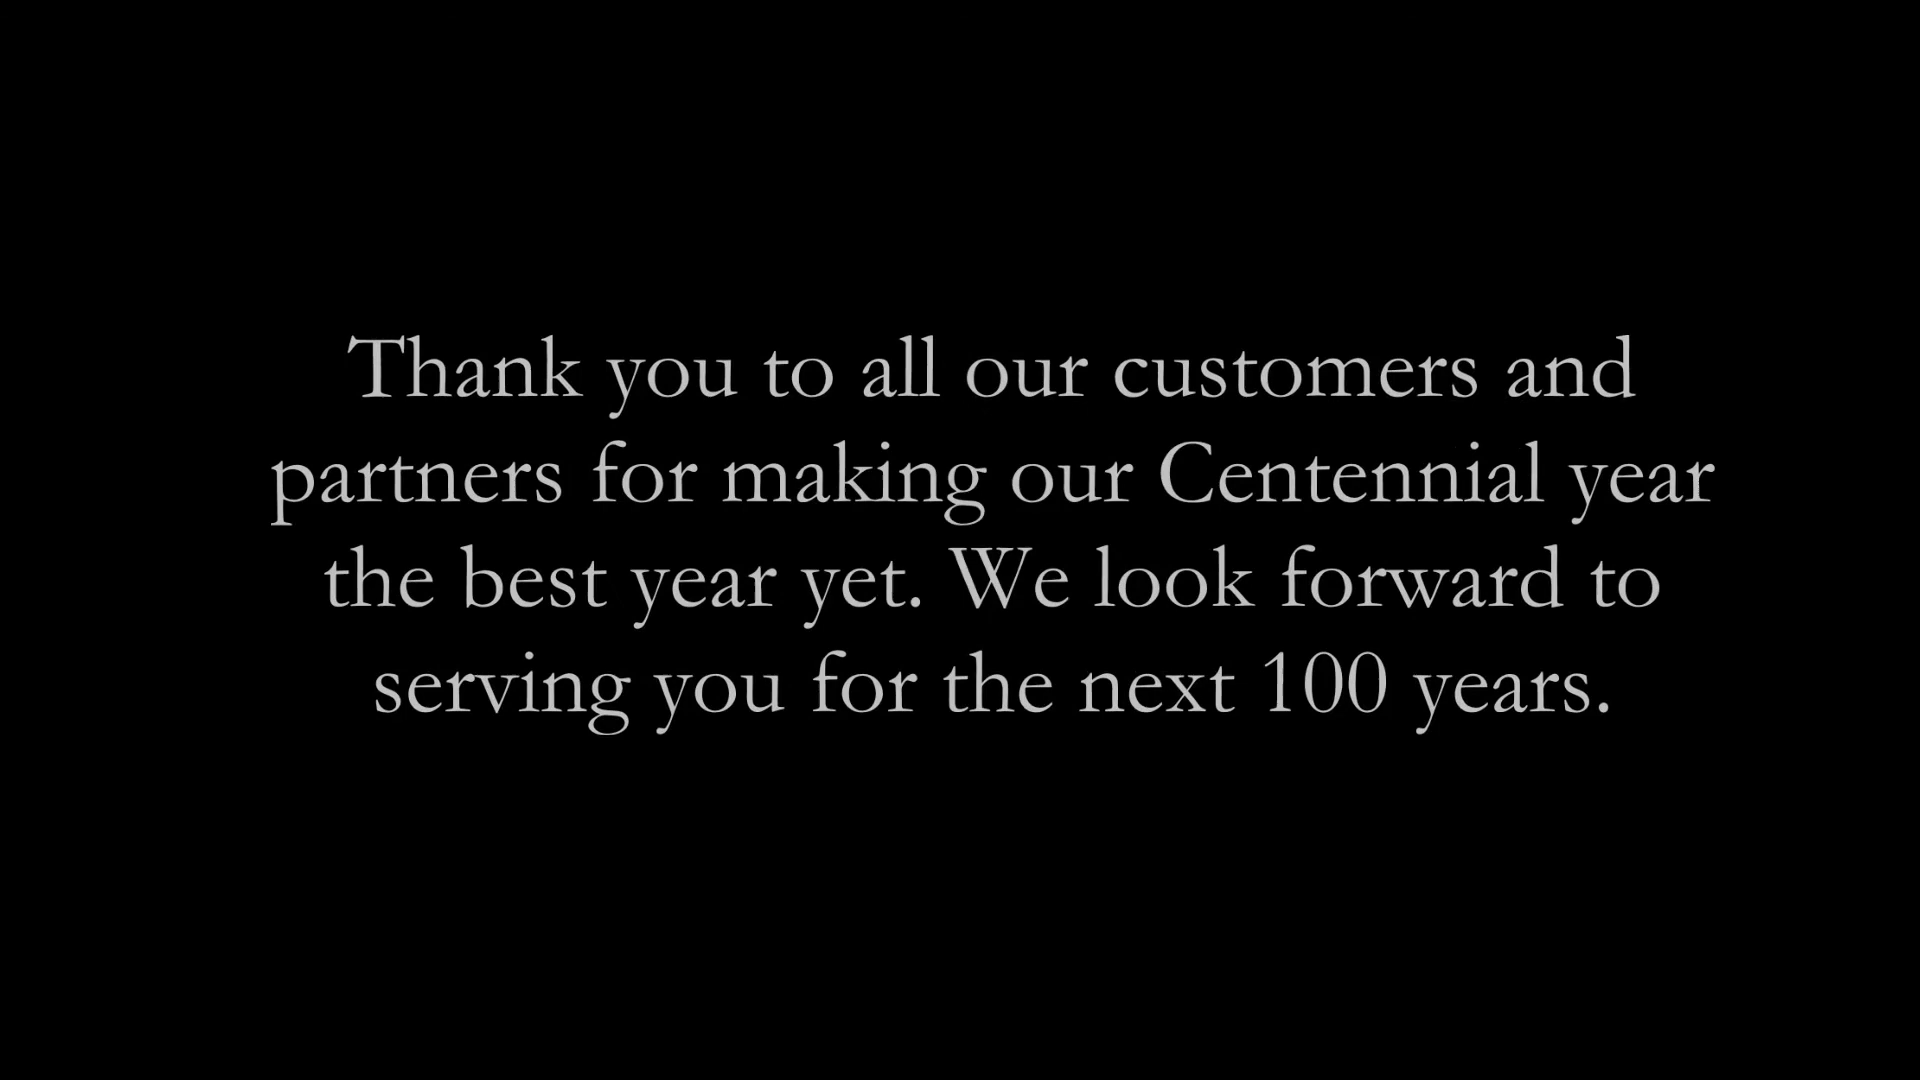 Thank you to all our customers and
partners for making our Centennial year
the best year yet. We look forward to
serving you for the next 100 years.